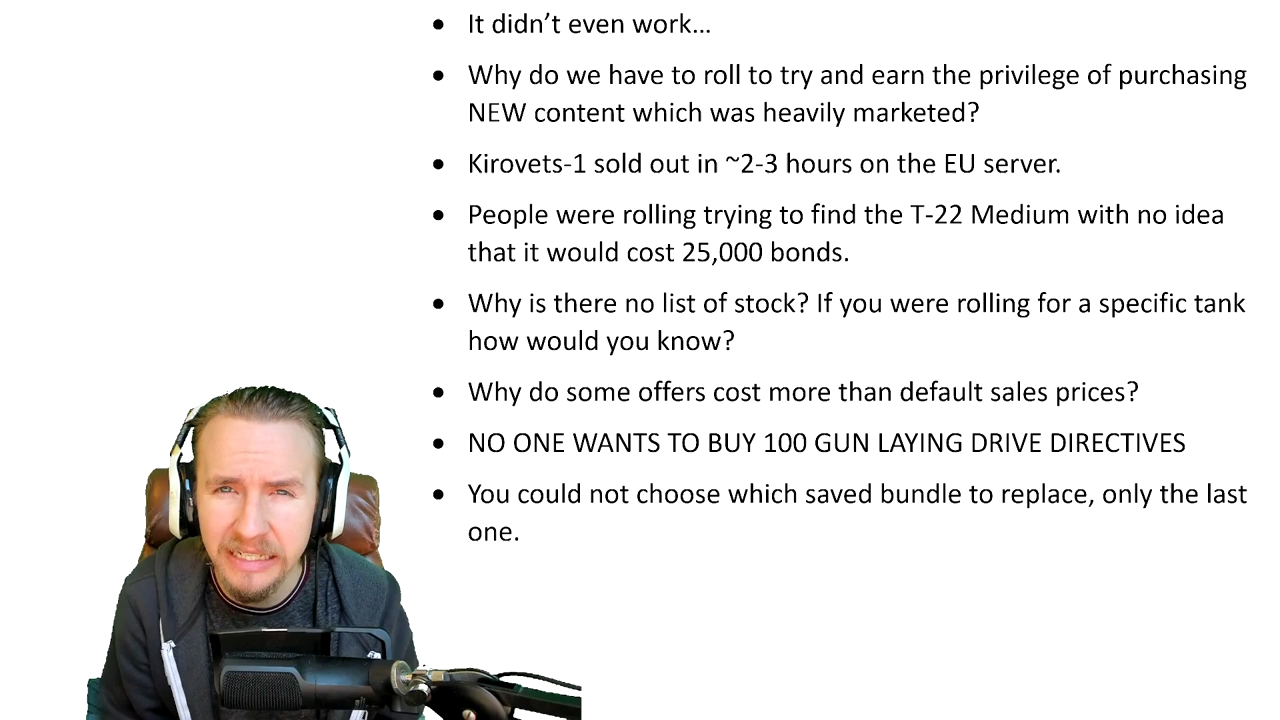 • It didn’t even work…
• Why do we have to roll to try and earn the privilege of purchasing
NEW content which was heavily marketed?
• Kirovets-1 sold out in ~2-3 hours on the EU server.
• People were rolling trying to find the T-22 Medium with no idea
that it would cost 25,000 bonds.
• Why is there no list of stock? If you were rolling for a specific tank
how would you know?
• Why do some offers cost more than default sales prices?
• NO ONE WANTS TO BUY 100 GUN LAYING DRIVE DIRECTIVES
• You could not choose which saved bundle to replace, only the last
one.